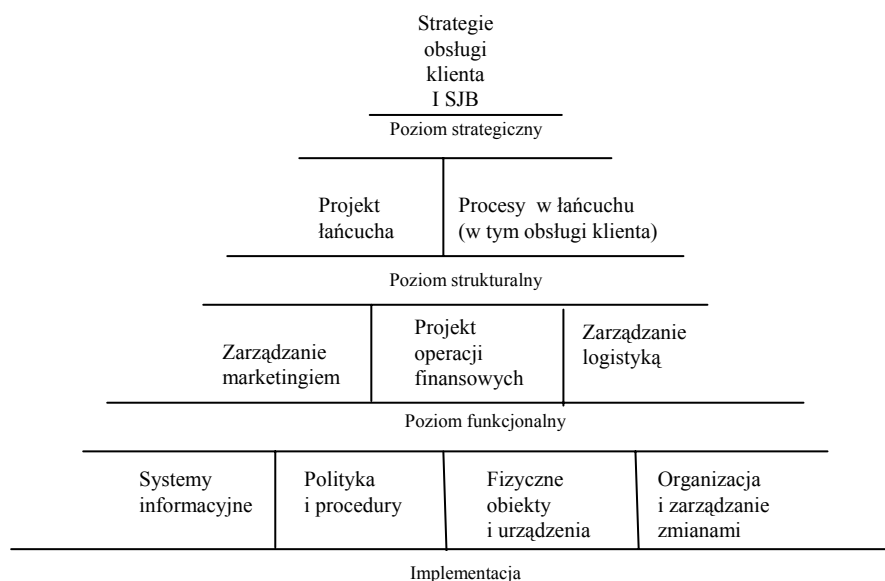 Strategie
obsługi
klienta
I SJB
Poziom strategiczny
Projekt
łańcucha
Procesy w łańcuchu
(w tym obsługi klienta)
Poziom strukturalny
Zarządzanie
marketingiem
Projekt
operacji
finansowych
Zarządzanie
logistyką
Poziom funkcjonalny
Systemy
informacyjne
Polityka
i procedury
Fizyczne
obiekty
i urządzenia
Organizacja
i zarządzanie
zmianami
Implementacja